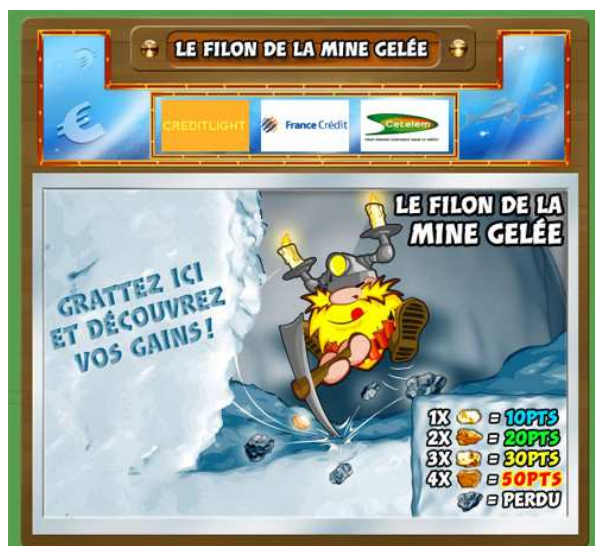 LE FILON DE LA MINE GELÉE
€
CREDITLIGHT
France Crédit
Cetelem
LE FILON DE LA
MINE GELÉE
GRATTEZ ICI
ET DÉCOUVREZ
VOS GAINS !
1X = 10PTS
2X = 20PTS
3X = 30PTS
4X = 50PTS
= PERDU